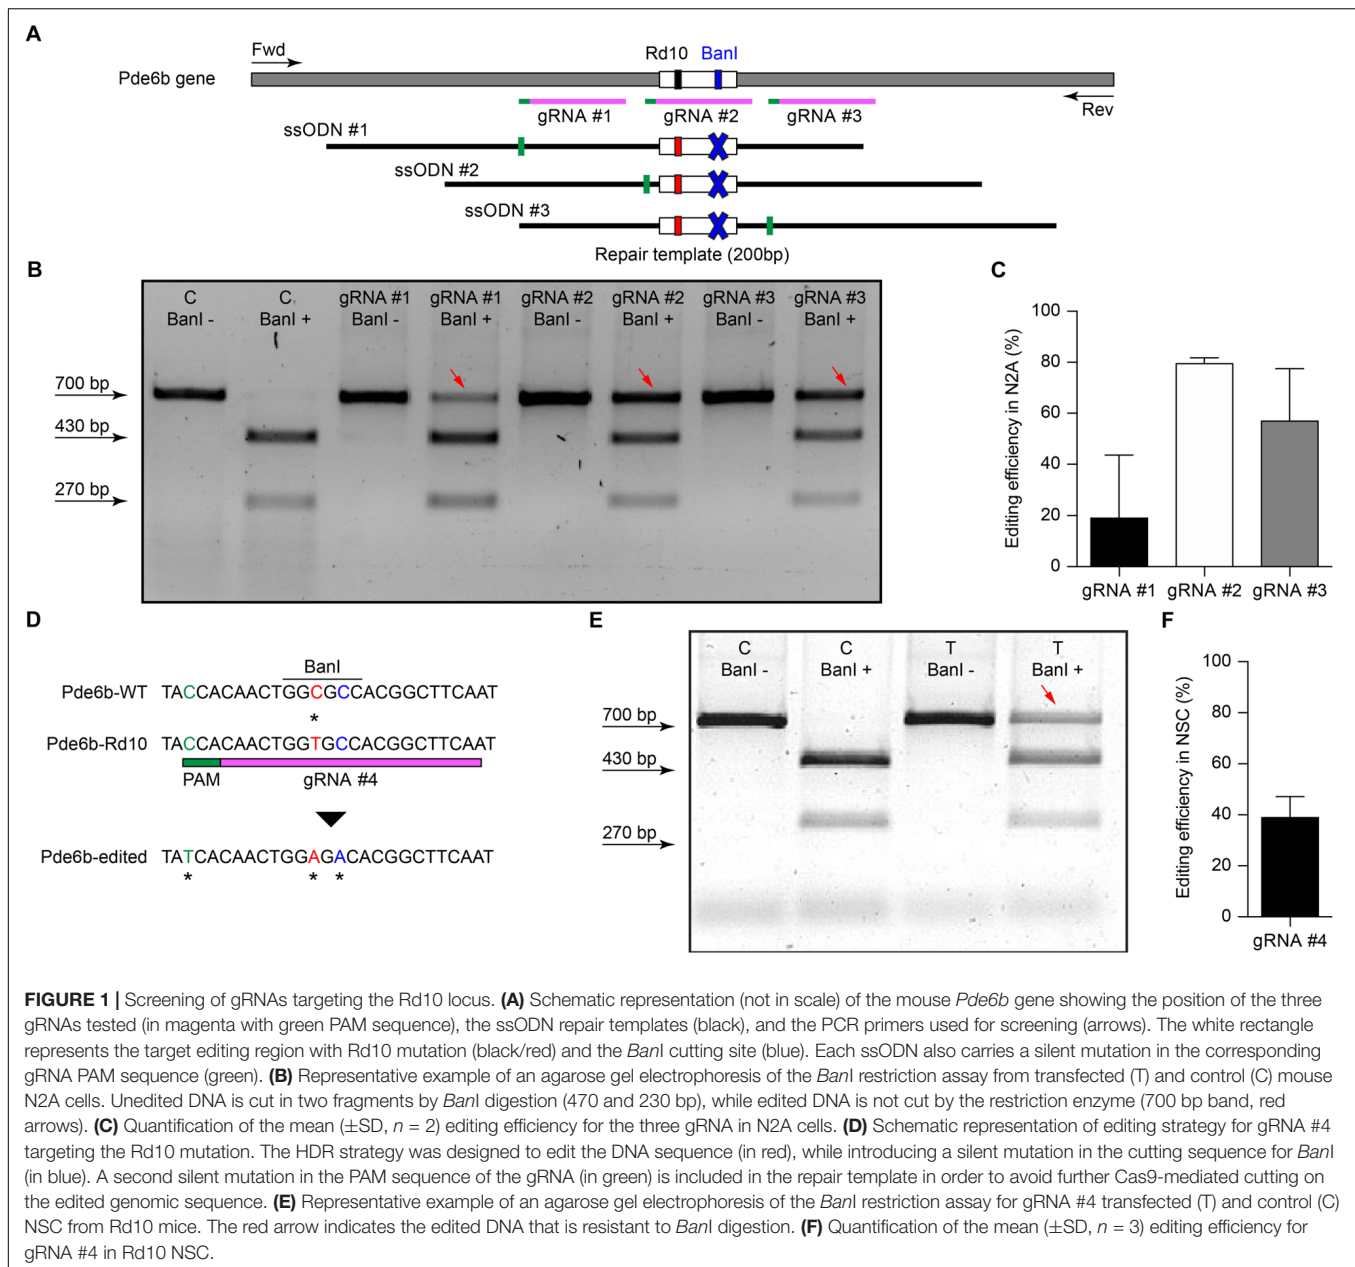 A
Fwd
Rd10 BanI
Pde6b gene
Rev
gRNA #1 gRNA #2 gRNA #3
ssODN #1
ssODN #2
ssODN #3
Repair template (200bp)
B
C C gRNA #1 gRNA #1 gRNA #2 gRNA #2 gRNA #3 gRNA #3
BanI - BanI + BanI - BanI + BanI - BanI + BanI - BanI +
700 bp
430 bp
270 bp
C
Editing efficiency in N2A (%)
100
80
60
40
20
0
gRNA #1 gRNA #2 gRNA #3
D
BanI
Pde6b-WT TACCACAACTGGCGCCACGGCTTCAAT
*
Pde6b-Rd10 TACCACAACTGGTGCCACGGCTTCAAT
PAM gRNA #4
Pde6b-edited TATCACAACTGGAGACACGGCTTCAAT
* * *
E
C C T T
BanI - BanI + BanI - BanI +
700 bp
430 bp
270 bp
F
Editing efficiency in NSC (%)
100
80
60
40
20
0
gRNA #4
FIGURE 1 | Screening of gRNAs targeting the Rd10 locus. (A) Schematic representation (not in scale) of the mouse Pde6b gene showing the position of the three
gRNAs tested (in magenta with green PAM sequence), the ssODN repair templates (black), and the PCR primers used for screening (arrows). The white rectangle
represents the target editing region with Rd10 mutation (black/red) and the BanI cutting site (blue). Each ssODN also carries a silent mutation in the corresponding
gRNA PAM sequence (green). (B) Representative example of an agarose gel electrophoresis of the BanI restriction assay from transfected (T) and control (C) mouse
N2A cells. Unedited DNA is cut in two fragments by BanI digestion (470 and 230 bp), while edited DNA is not cut by the restriction enzyme (700 bp band, red
arrows). (C) Quantification of the mean (±SD, n = 2) editing efficiency for the three gRNA in N2A cells. (D) Schematic representation of editing strategy for gRNA #4
targeting the Rd10 mutation. The HDR strategy was designed to edit the DNA sequence (in red), while introducing a silent mutation in the cutting sequence for BanI
(in blue). A second silent mutation in the PAM sequence of the gRNA (in green) is included in the repair template in order to avoid further Cas9-mediated cutting on
the edited genomic sequence. (E) Representative example of an agarose gel electrophoresis of the BanI restriction assay for gRNA #4 transfected (T) and control (C)
NSC from Rd10 mice. The red arrow indicates the edited DNA that is resistant to BanI digestion. (F) Quantification of the mean (±SD, n = 3) editing efficiency for
gRNA #4 in Rd10 NSC.